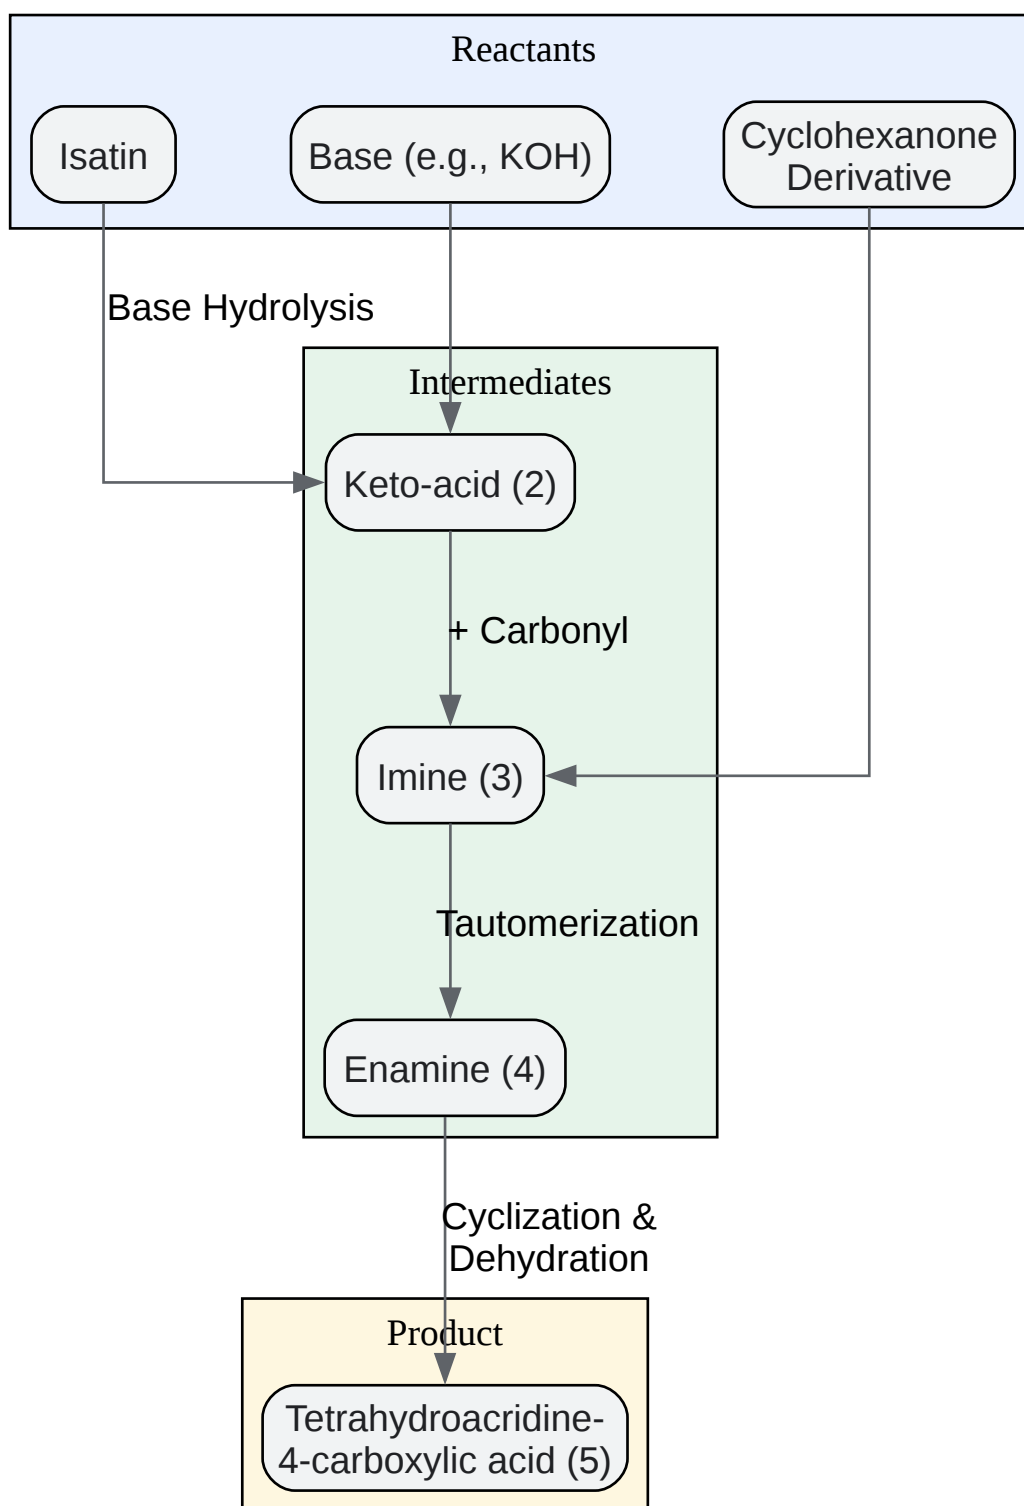 Reactants
Isatin
Base (e.g., KOH)
Cyclohexanone
Derivative
Base Hydrolysis
Intermediates
Keto-acid (2)
+ Carbonyl
Imine (3)
Tautomerization
Enamine (4)
Cyclization &
Dehydration
Product
Tetrahydroacridine-
4-carboxylic acid (5)